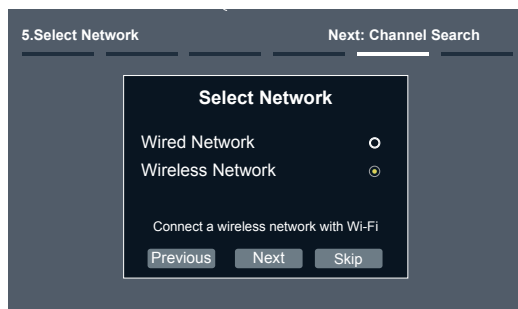 5.Select Network
Next: Channel Search
Select Network
Wired Network
Wireless Network
Connect a wireless network with Wi-Fi
Previous Next Skip